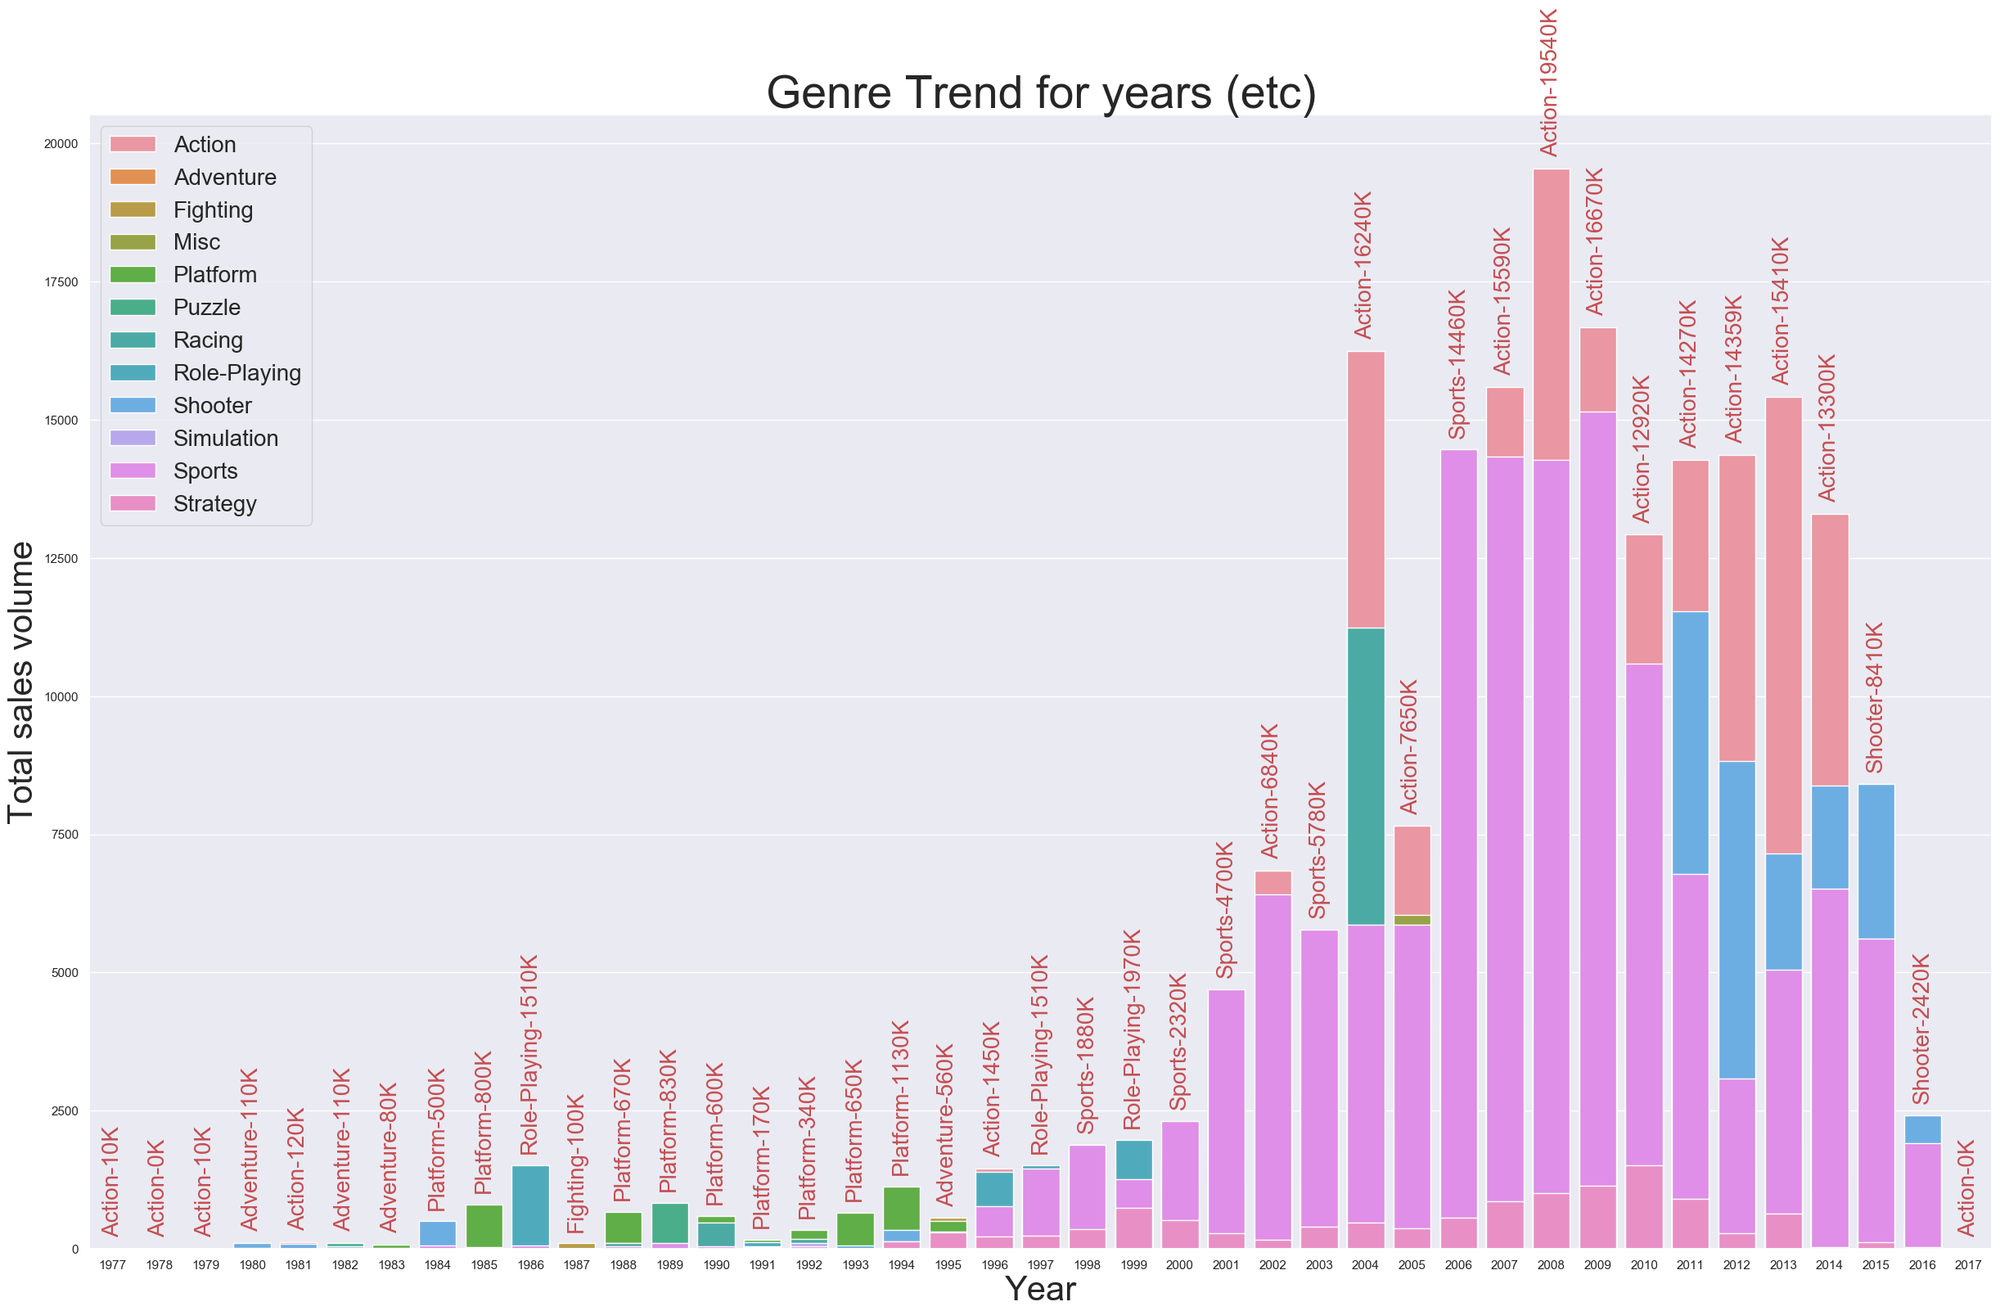 Genre Trend for years (etc)
Total sales volume
20000
17500
15000
12500
10000
7500
5000
2500
0
Action
Adventure
Fighting
Misc
Platform
Puzzle
Racing
Role-Playing
Shooter
Simulation
Sports
Strategy
Action-10K
Action-0K
Action-10K
Adventure-110K
Action-120K
Adventure-110K
Adventure-80K
Platform-500K
Platform-800K
Role-Playing-1510K
Fighting-100K
Platform-670K
Platform-830K
Platform-600K
Platform-170K
Platform-340K
Platform-650K
Platform-1130K
Adventure-560K
Action-1450K
Role-Playing-1510K
Sports-1880K
Role-Playing-1970K
Sports-2320K
Sports-4700K
Action-6840K
Sports-5780K
Action-16240K
Action-7650K
Sports-14460K
Action-15590K
Action-19540K
Action-16670K
Action-12920K
Action-14270K
Action-14359K
Action-15410K
Action-13300K
Shooter-8410K
Shooter-2420K
Action-0K
1977 1978 1979 1980 1981 1982 1983 1984 1985 1986 1987 1988 1989 1990 1991 1992 1993 1994 1995 1996 1997 1998 1999 2000 2001 2002 2003 2004 2005 2006 2007 2008 2009 2010 2011 2012 2013 2014 2015 2016 2017
Year